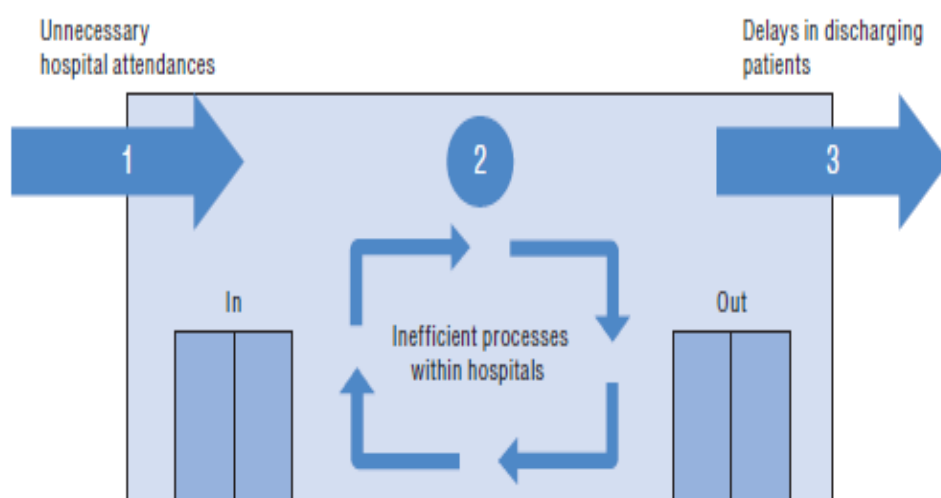 Unnecessary
hospital attendances
Delays in discharging
patients
1
2
3
In
Out
Inefficient processes
within hospitals